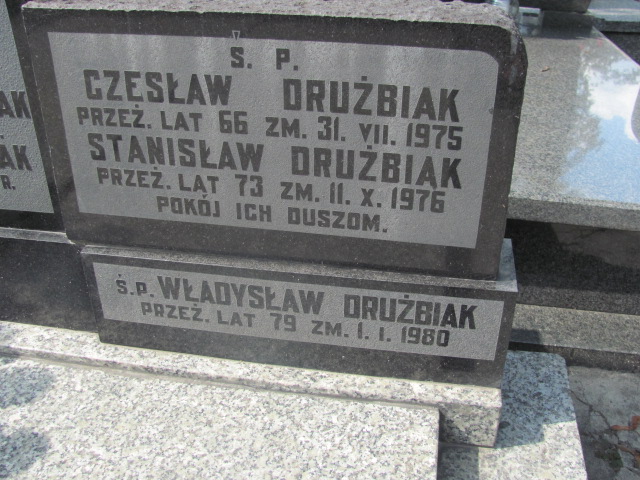 Ś. P.
CZESŁAW DRUŻBIAK
PRZEŻ. LAT 66 ZM. 31. VII. 1975
STANISŁAW DRUŻBIAK
PRZEŻ. LAT 73 ZM. 11. X. 1976
POKÓJ ICH DUSZOM.
Ś.P. WŁADYSŁAW DRUŻBIAK
PRZEŻ. LAT 79 ZM. 1. 1. 1980